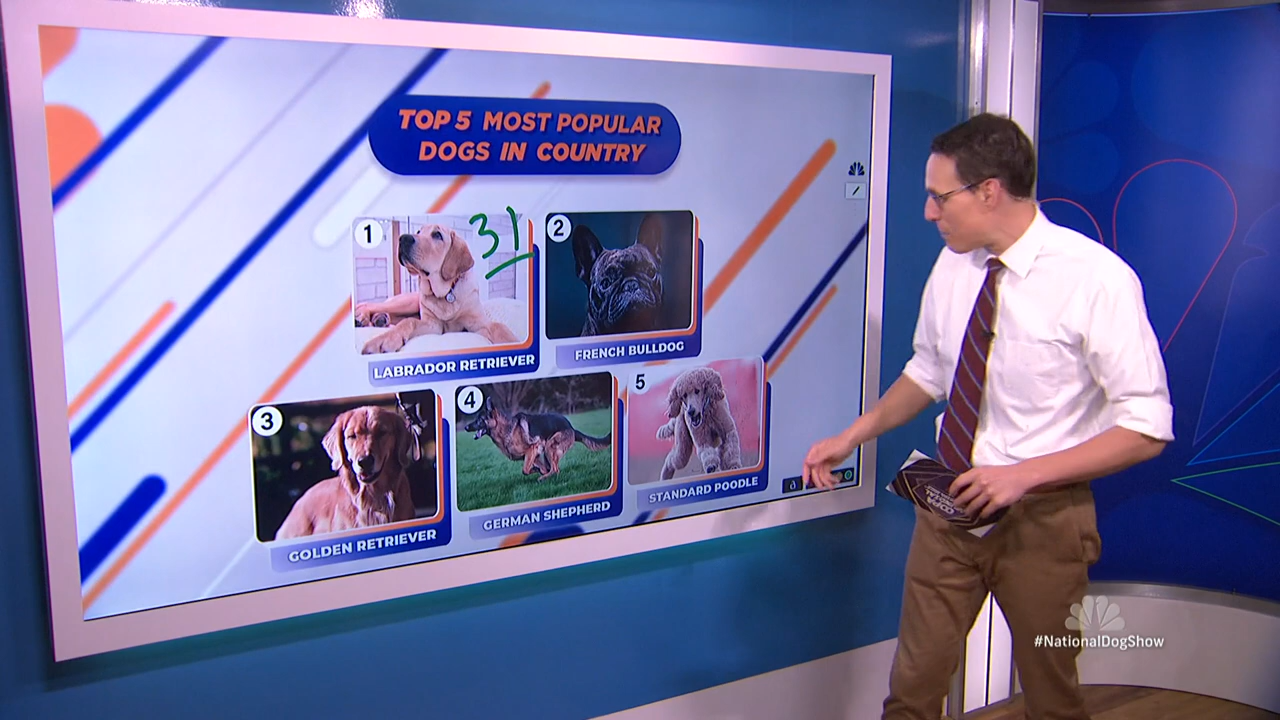 TOP 5 MOST POPULAR
DOGS IN COUNTRY
1
31
2
LABRADOR RETRIEVER
FRENCH BULLDOG
3
4
5
GOLDEN RETRIEVER
GERMAN SHEPHERD
STANDARD POODLE
COPA
#NationalDogShow